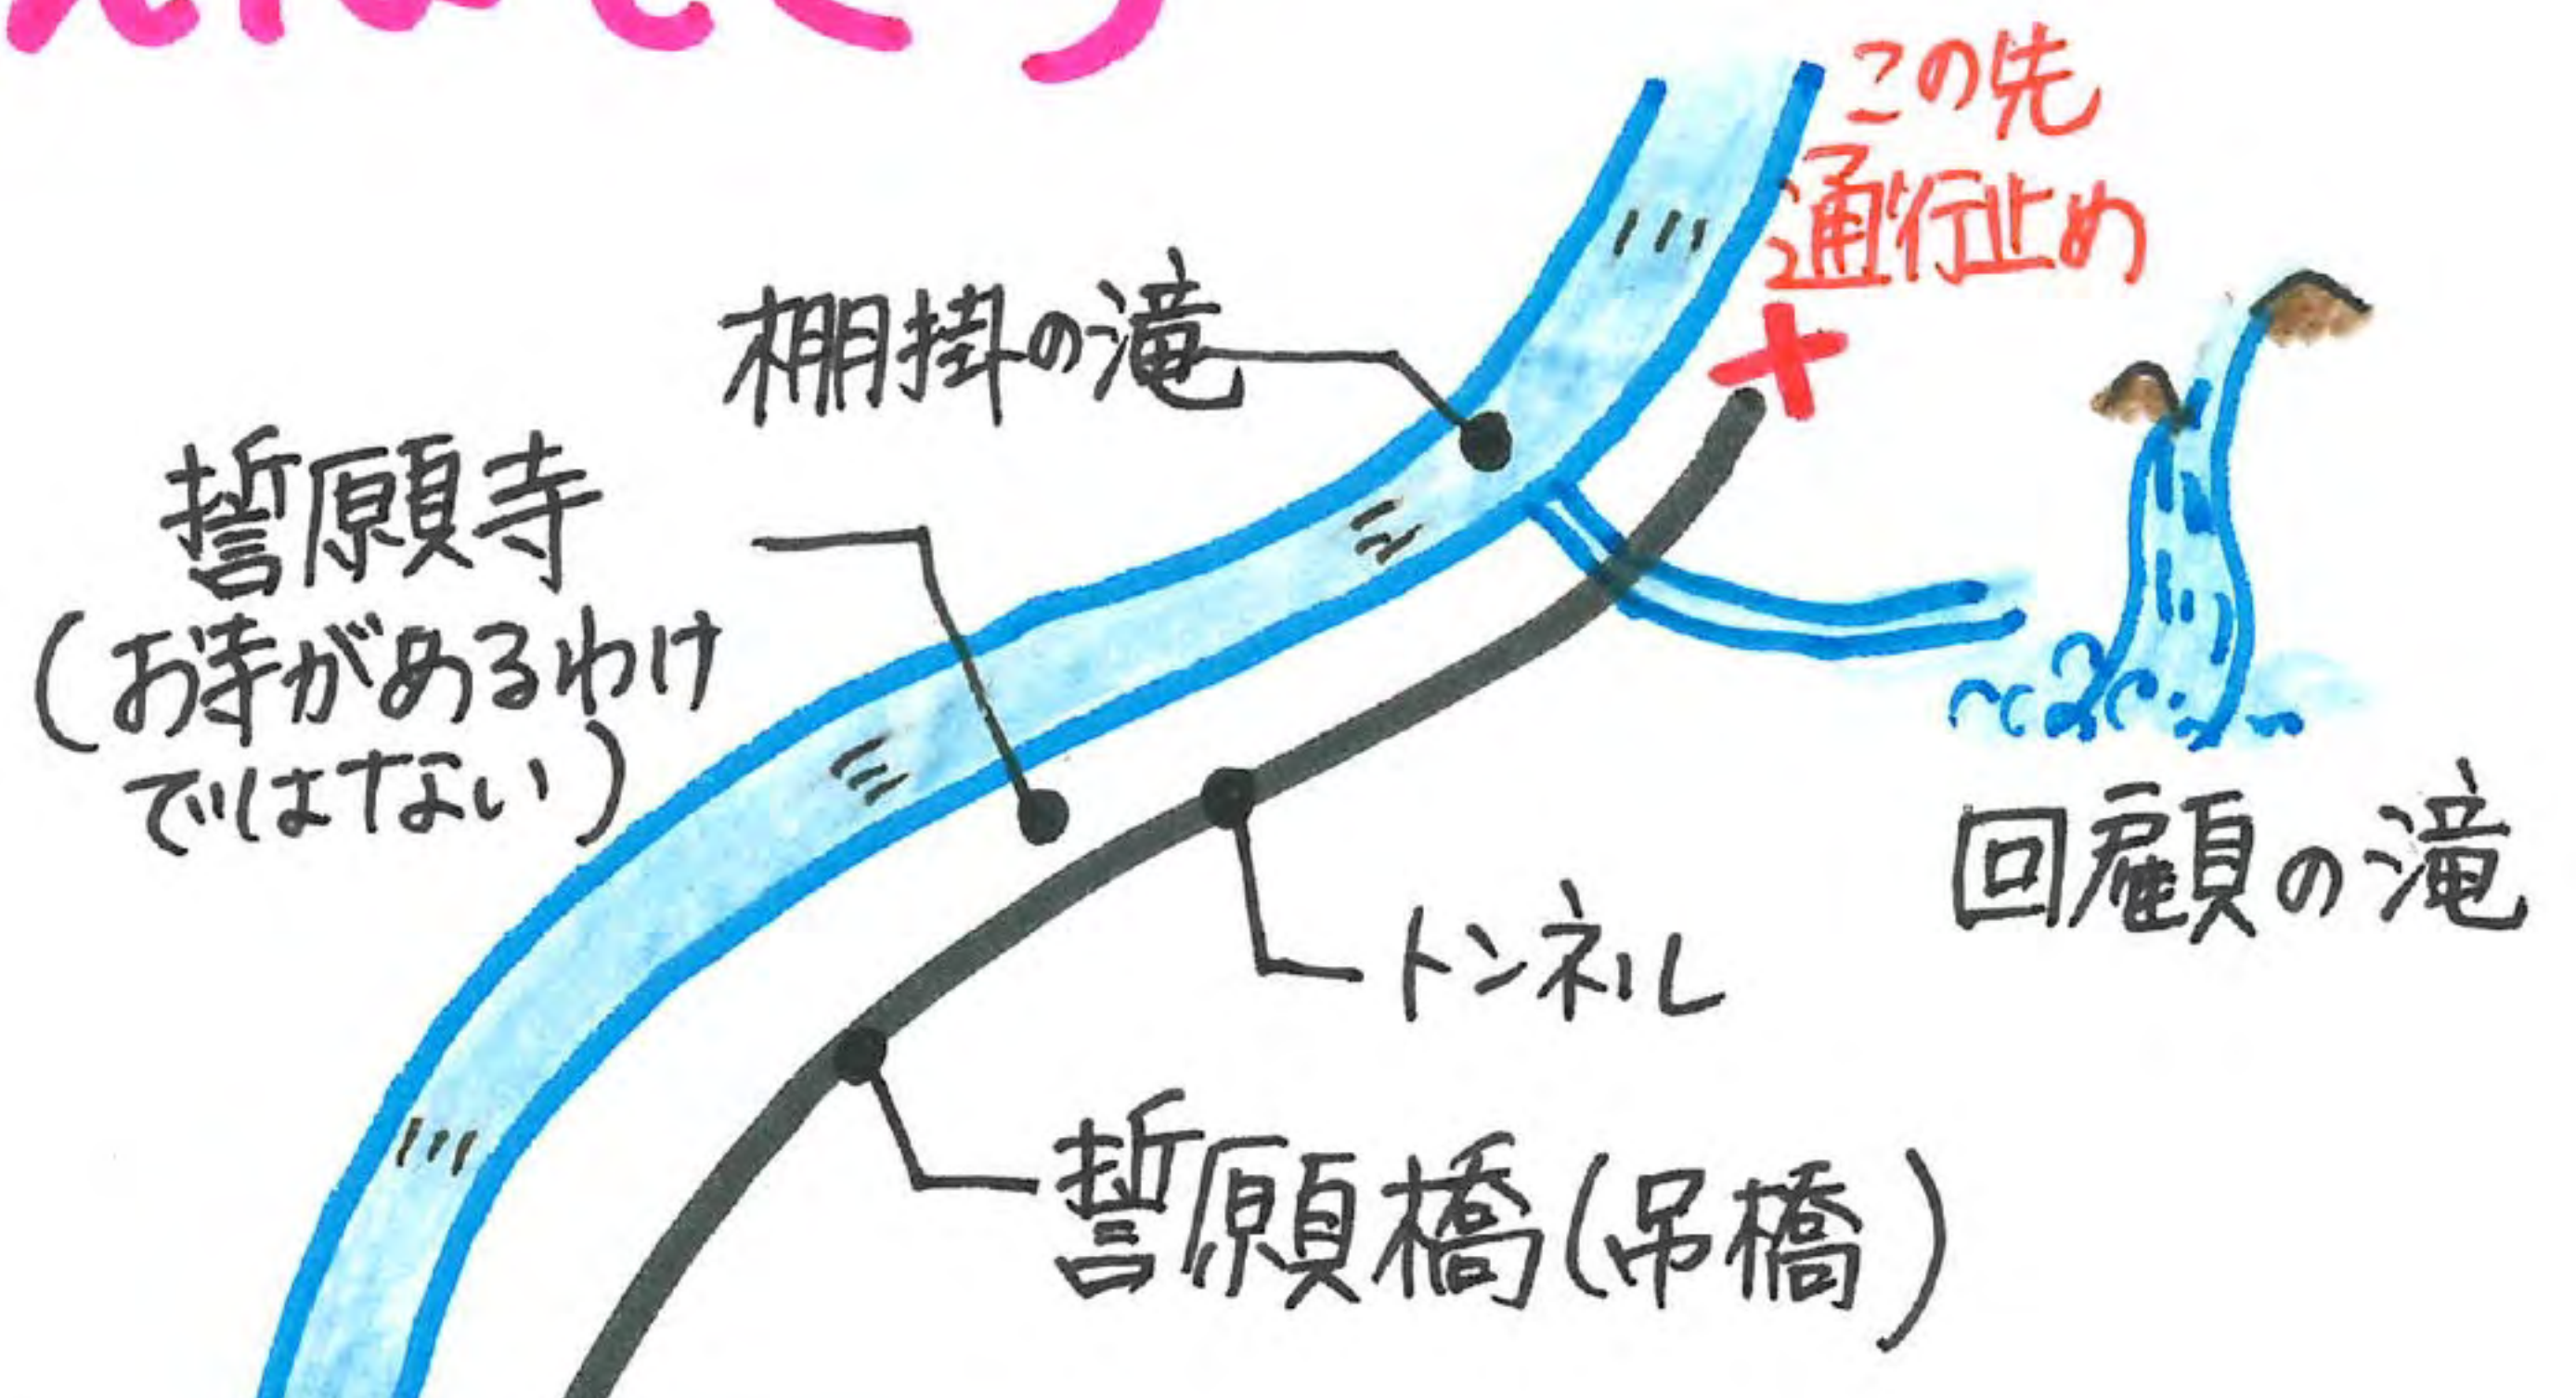 この先
通行止め
棚掛の滝
誓願寺
(お寺があるわけ
ではない)
回顧の滝
トンネル
誓願橋(吊橋)